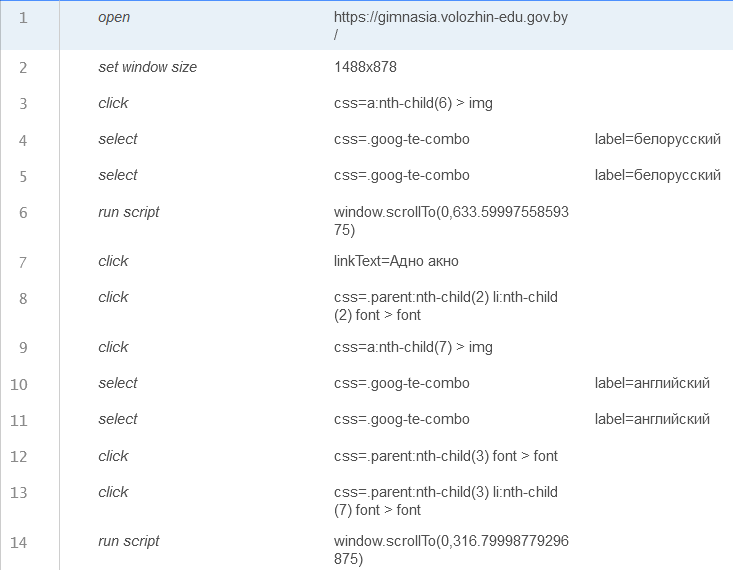 1 open https://gimnasia.volozhin-edu.gov.by
/
2 set window size 1488x878
3 click css=a:nth-child(6) > img
4 select css=.goog-te-combo label=белорусский
5 select css=.goog-te-combo label=белорусский
6 run script window.scrollTo(0,633.59997558593
75)
7 click linkText=Адно акно
8 click css=.parent:nth-child(2) li:nth-child
(2) font > font
9 click css=a:nth-child(7) > img
10 select css=.goog-te-combo label=английский
11 select css=.goog-te-combo label=английский
12 click css=.parent:nth-child(3) font > font
13 click css=.parent:nth-child(3) li:nth-child
(7) font > font
14 run script window.scrollTo(0,316.79998779296
875)